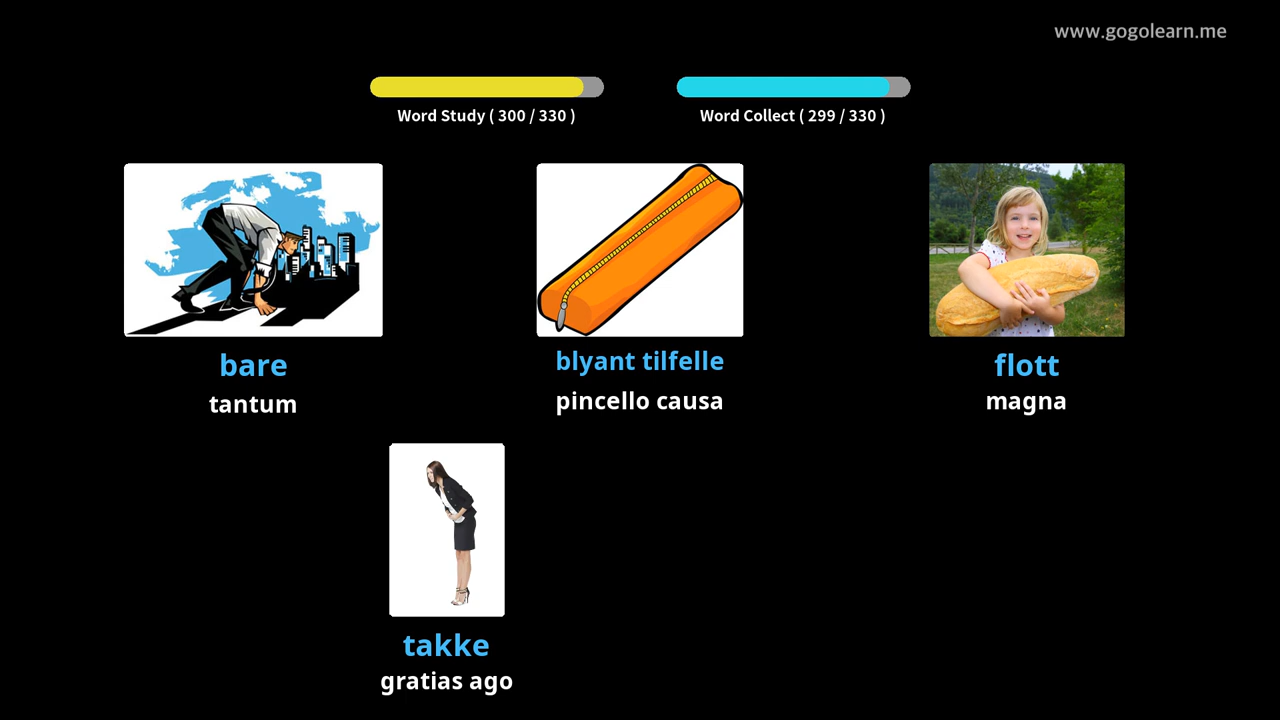 www.gogolearn.me
Word Study ( 300 / 330 )
Word Collect ( 299 / 330 )
bare
tantum
blyant tilfelle
pincello causa
flott
magna
takke
gratias ago